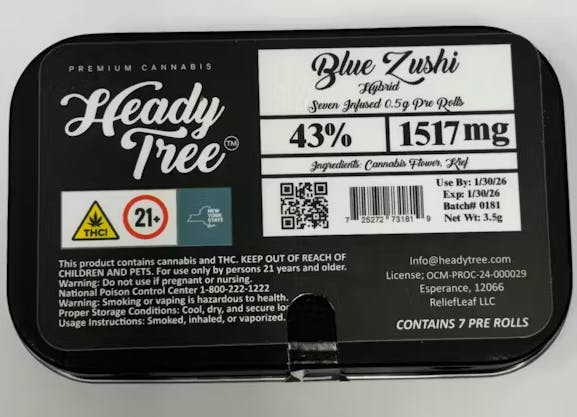 PREMIUM CANNABIS
Heady
Tree™
THC!
21+
NEW
YORK
STATE
This product contains cannabis and THC. KEEP OUT OF REACH OF
CHILDREN AND PETS. For use only by persons 21 years and older.
Warning: Do not use if pregnant or nursing.
National Poison Control Center 1-800-222-1222
Warning: Smoking or vaping is hazardous to health.
Proper Storage Conditions: Cool, dry, and secure
Usage Instructions: Smoked, inhaled, or vaporized.
Blue Zushi
Hybrid
Seven Infused 0.5g Pre Rolls
43%
1517mg
Ingredients: Cannabis Flower, Kief
7 25272 73181 9
Use By: 1/30/26
Exp: 1/30/26
Batch# 0181
Net Wt: 3.5g
Info@headytree.com
License; OCM-PROC-24-000029
Esperance, 12066
ReliefLeaf LLC
CONTAINS 7 PRE ROLLS